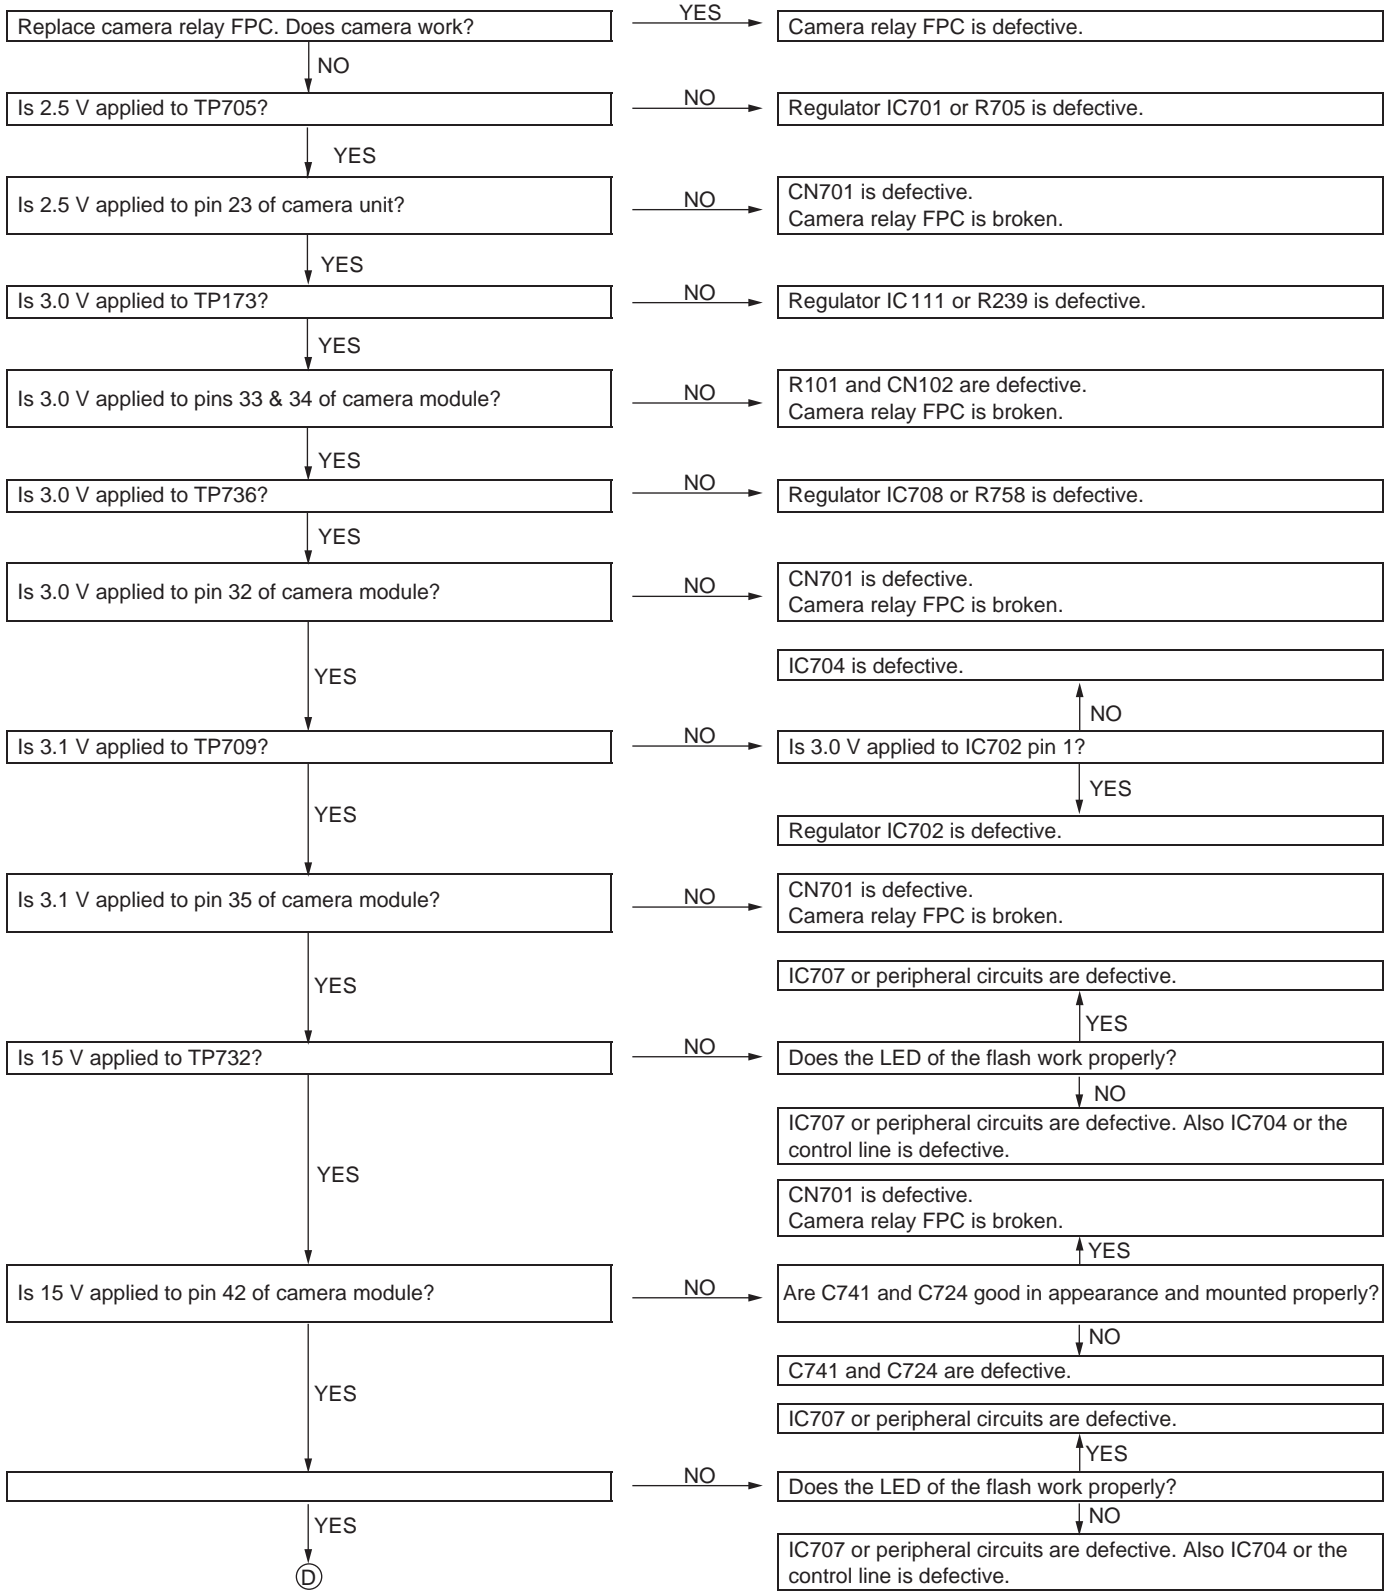 Replace camera relay FPC. Does camera work?
YES
Camera relay FPC is defective.
NO
Is 2.5 V applied to TP705?
NO
Regulator IC701 or R705 is defective.
YES
Is 2.5 V applied to pin 23 of camera unit?
NO
CN701 is defective.
Camera relay FPC is broken.
YES
Is 3.0 V applied to TP173?
NO
Regulator IC111 or R239 is defective.
YES
Is 3.0 V applied to pins 33 & 34 of camera module?
NO
R101 and CN102 are defective.
Camera relay FPC is broken.
YES
Is 3.0 V applied to TP736?
NO
Regulator IC708 or R758 is defective.
YES
Is 3.0 V applied to pin 32 of camera module?
NO
CN701 is defective.
Camera relay FPC is broken.
YES
IC704 is defective.
NO
Is 3.1 V applied to TP709?
NO
Is 3.0 V applied to IC702 pin 1?
YES
YES
Regulator IC702 is defective.
Is 3.1 V applied to pin 35 of camera module?
NO
CN701 is defective.
Camera relay FPC is broken.
YES
IC707 or peripheral circuits are defective.
YES
Is 15 V applied to TP732?
NO
Does the LED of the flash work properly?
NO
IC707 or peripheral circuits are defective. Also IC704 or the
control line is defective.
YES
CN701 is defective.
Camera relay FPC is broken.
YES
Is 15 V applied to pin 42 of camera module?
NO
Are C741 and C724 good in appearance and mounted properly?
NO
C741 and C724 are defective.
YES
IC707 or peripheral circuits are defective.
YES
NO
Does the LED of the flash work properly?
YES
NO
IC707 or peripheral circuits are defective. Also IC704 or the
control line is defective.
D